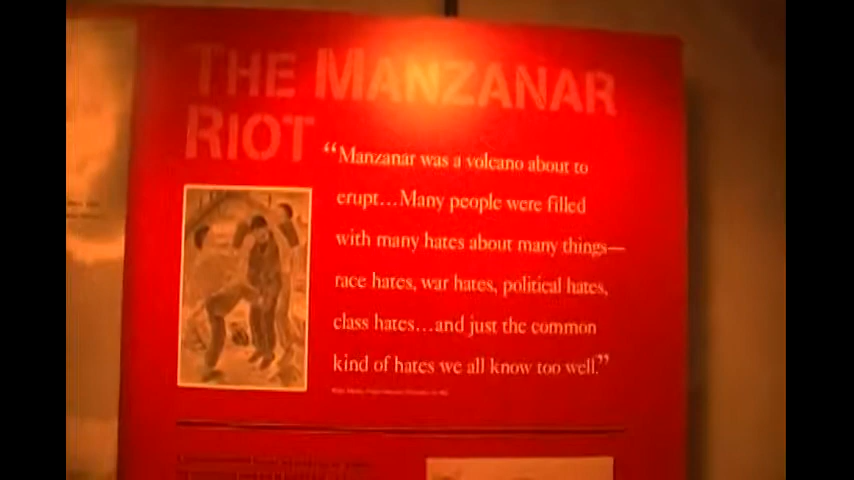 THE MANZANAR
RIOT
“Manzanar was a volcano about to
erupt...Many people were filled
with many hates about many things—
race hates, war hates, political hates,
class hates...and just the common
kind of hates we all know too well.”